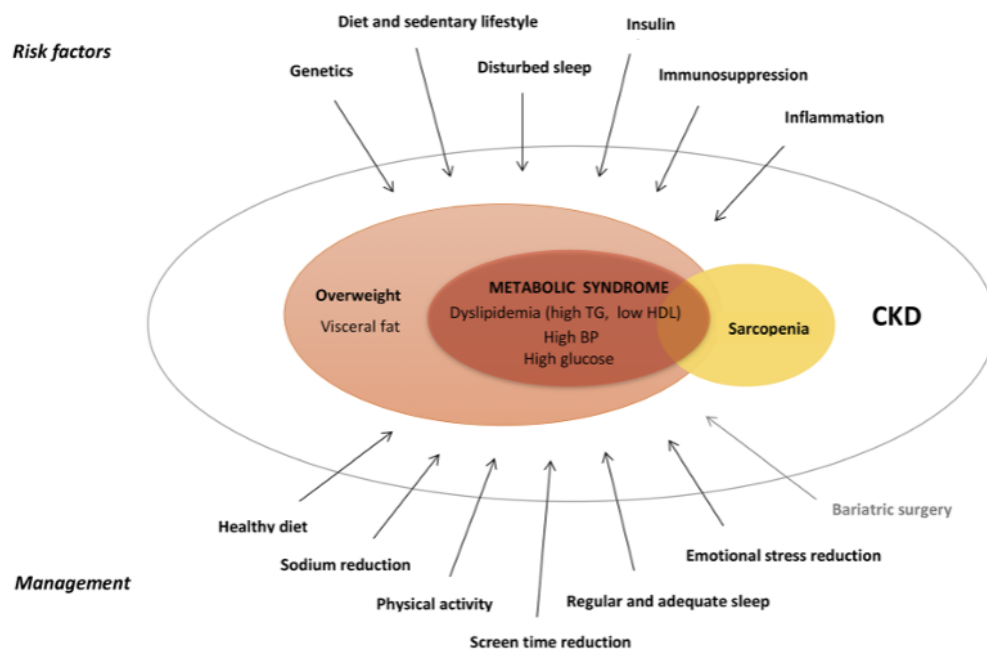 Diet and sedentary lifestyle
Insulin
Risk factors
Genetics
Disturbed sleep
Immunosuppression
Inflammation
Overweight
Visceral fat
METABOLIC SYNDROME
Dyslipidemia (high TG, low HDL)
High BP
High glucose
Sarcopenia
CKD
Healthy diet
Sodium reduction
Physical activity
Screen time reduction
Regular and adequate sleep
Emotional stress reduction
Bariatric surgery
Management